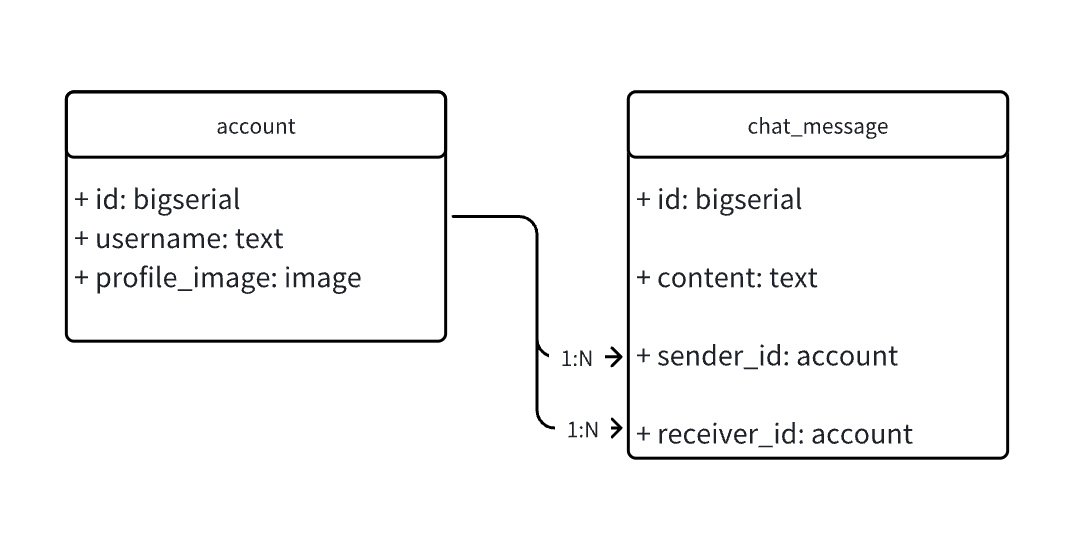 account
+ id: bigserial
+ username: text
+ profile_image: image
chat_message
+ id: bigserial
+ content: text
+ sender_id: account
+ receiver_id: account
1:N
1:N